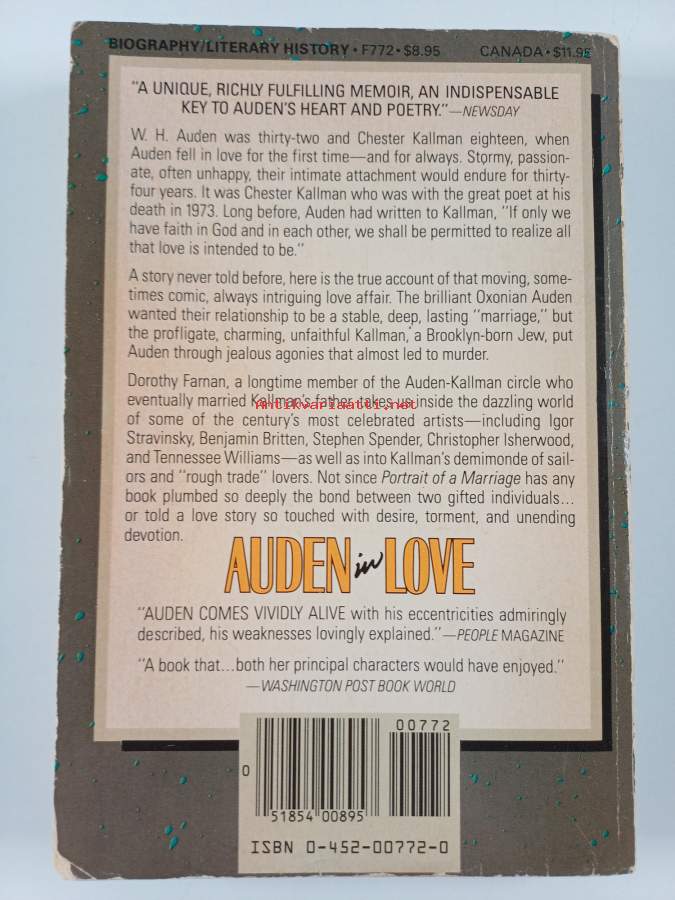 BIOGRAPHY/LITERARY HISTORY • F772 • $8.95 CANADA • $11.95
"A UNIQUE, RICHLY FULFILLING MEMOIR, AN INDISPENSABLE
KEY TO AUDEN'S HEART AND POETRY."—NEWSDAY
W. H. Auden was thirty-two and Chester Kallman eighteen, when
Auden fell in love for the first time—and for always. Stormy, passion-
ate, often unhappy, their intimate attachment would endure for thirty-
four years. It was Chester Kallman who was with the great poet at his
death in 1973. Long before, Auden had written to Kallman, "If only we
have faith in God and in each other, we shall be permitted to realize all
that love is intended to be."
A story never told before, here is the true account of that moving, some-
times comic, always intriguing love affair. The brilliant Oxonian Auden
wanted their relationship to be a stable, deep, lasting "marriage," but
the profligate, charming, unfaithful Kallman, a Brooklyn-born Jew, put
Auden through jealous agonies that almost led to murder.
Dorothy Farnan, a longtime member of the Auden-Kallman circle who
eventually married Kallman's father, takes us inside the dazzling world
Antikvariaatti.net
of some of the century's most celebrated artists—including Igor
Stravinsky, Benjamin Britten, Stephen Spender, Christopher Isherwood,
and Tennessee Williams—as well as into Kallman's demimonde of sail-
ors and "rough trade" lovers. Not since Portrait of a Marriage has any
book plumbed so deeply the bond between two gifted individuals...
or told a love story so touched with desire, torment, and unending
devotion.
AUDEN in LOVE
"AUDEN COMES VIVIDLY ALIVE with his eccentricities admiringly
described, his weaknesses lovingly explained."—PEOPLE MAGAZINE
"A book that...both her principal characters would have enjoyed."
—WASHINGTON POST BOOK WORLD
00772
0
51854 00895
ISBN 0-452-00772-0